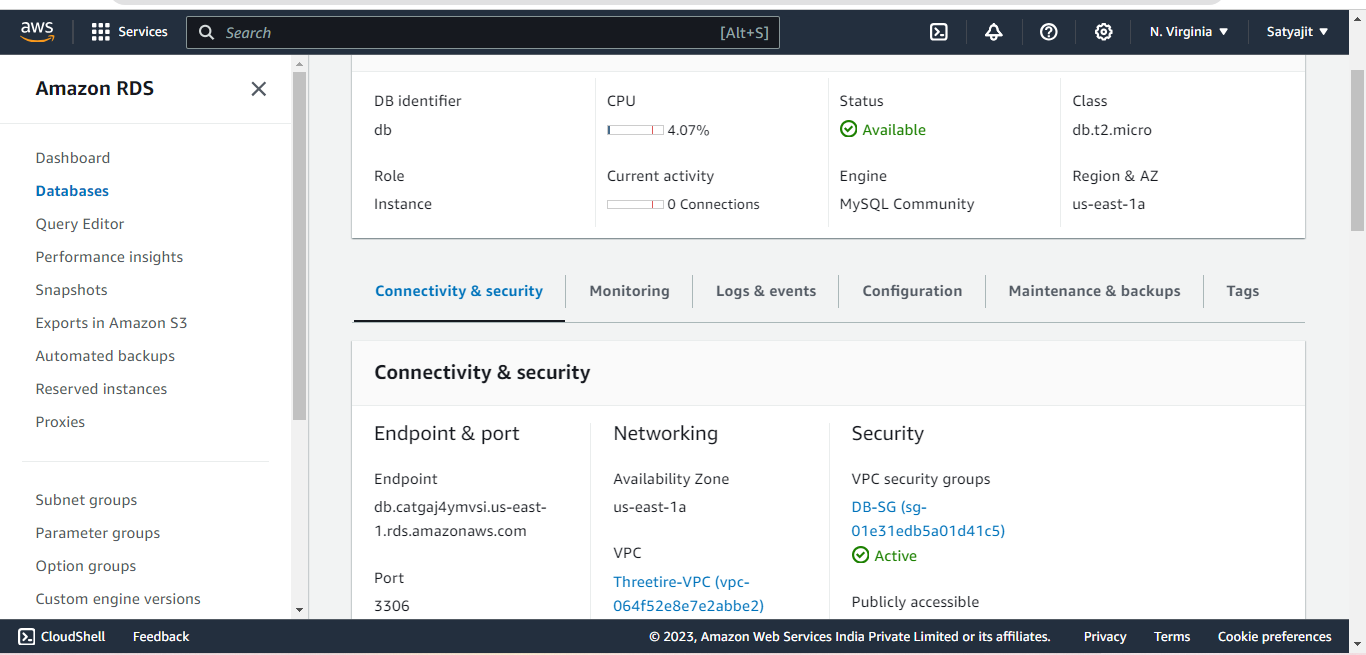 aws
Services
Search
[Alt+S]
N. Virginia
Satyajit
Amazon RDS
Dashboard
Databases
Query Editor
Performance insights
Snapshots
Exports in Amazon S3
Automated backups
Reserved instances
Proxies
Subnet groups
Parameter groups
Option groups
Custom engine versions
DB identifier
db
CPU
4.07%
Status
Available
Class
db.t2.micro
Role
Instance
Current activity
0 Connections
Engine
MySQL Community
Region & AZ
us-east-1a
Connectivity & security
Monitoring
Logs & events
Configuration
Maintenance & backups
Tags
Connectivity & security
Endpoint & port
Endpoint
db.catgaj4ymvsi.us-east-
1.rds.amazonaws.com
Port
3306
Networking
Availability Zone
us-east-1a
VPC
Threetire-VPC (vpc-
064f52e8e7e2abbe2)
Security
VPC security groups
DB-SG (sg-
01e31edb5a01d41c5)
Active
Publicly accessible
CloudShell
Feedback
© 2023, Amazon Web Services India Private Limited or its affiliates.
Privacy
Terms
Cookie preferences